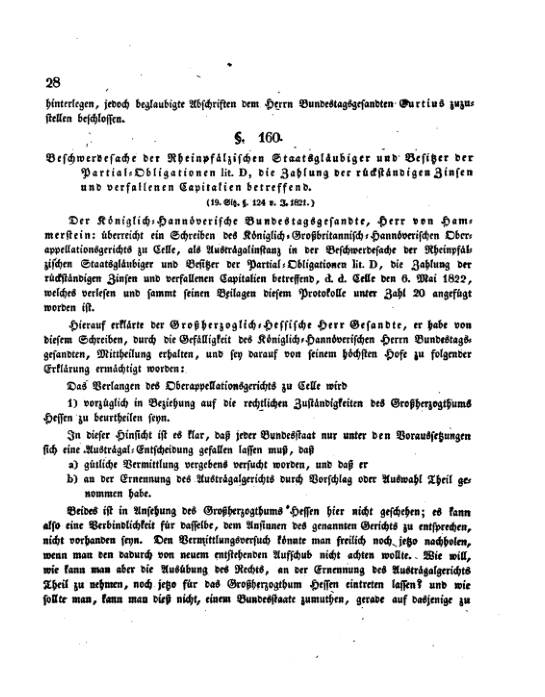 28
hinterlegen, jedoch beglaubigte Abschriften dem Herrn Bundestagsgesandten Curtius zuzu-
stellen beschlossen.
§. 160.
Beschwerdesache der Rheinpfälzischen Staatsgläubiger und Besitzer der
Partial-Obligationen lit. D, die Zahlung der rückständigen Zinsen
und verfallenen Capitalien betreffend.
(19. Sitz. §. 124 v. J. 1821.)
Der Königlich-Hannöverische Bundestagsgesandte, Herr von Ham-
merstein: überreicht ein Schreiben des Königlich-Großbritannisch-Hannöverischen Ober-
appellationsgerichts zu Celle, als Austrägalinstanz in der Beschwerdesache der Rheinpfäl-
zischen Staatsgläubiger und Besitzer der Partial-Obligationen lit. D, die Zahlung der
rückständigen Zinsen und verfallenen Capitalien betreffend, d. d. Celle den 6. Mai 1822,
welches verlesen und sammt seinen Beilagen diesem Protokolle unter Zahl 20 angefügt
worden ist.
Hierauf erklärte der Großherzoglich-Hessische Herr Gesandte, er habe von
diesem Schreiben, durch die Gefälligkeit des Königlich-Hannöverischen Herrn Bundestags-
gesandten, Mittheilung erhalten, und sey darauf von seinem höchsten Hofe zu folgender
Erklärung ermächtigt worden:
Das Verlangen des Oberappellationsgerichts zu Celle wird
1) vorzüglich in Beziehung auf die rechtlichen Zuständigkeiten des Großherzogthums
Hessen zu beurtheilen seyn.
In dieser Hinsicht ist es klar, daß jeder Bundesstaat nur unter den Voraussetzungen
sich eine Austrägal-Entscheidung gefallen lassen muß, daß
a) gütliche Vermittlung vergebens versucht worden, und daß er
b) an der Ernennung des Austrägalgerichts durch Vorschlag oder Auswahl Theil ge-
nommen habe.
Beides ist in Ansehung des Großherzogthums Hessen hier nicht geschehen; es kann
also eine Verbindlichkeit für dasselbe, dem Ansinnen des genannten Gerichts zu entsprechen,
nicht vorhanden seyn. Den Vermittlungsversuch könnte man freilich noch jetzo nachholen,
wenn man den dadurch von neuem entstehenden Aufschub nicht achten wollte. Wie will,
wie kann man aber die Ausübung des Rechts, an der Ernennung des Austrägalgerichts
Theil zu nehmen, noch jetzo für das Großherzogthum Hessen eintreten lassen? und wie
sollte man, kann man dieß nicht, einem Bundesstaate zumuthen, gerade auf dasjenige zu